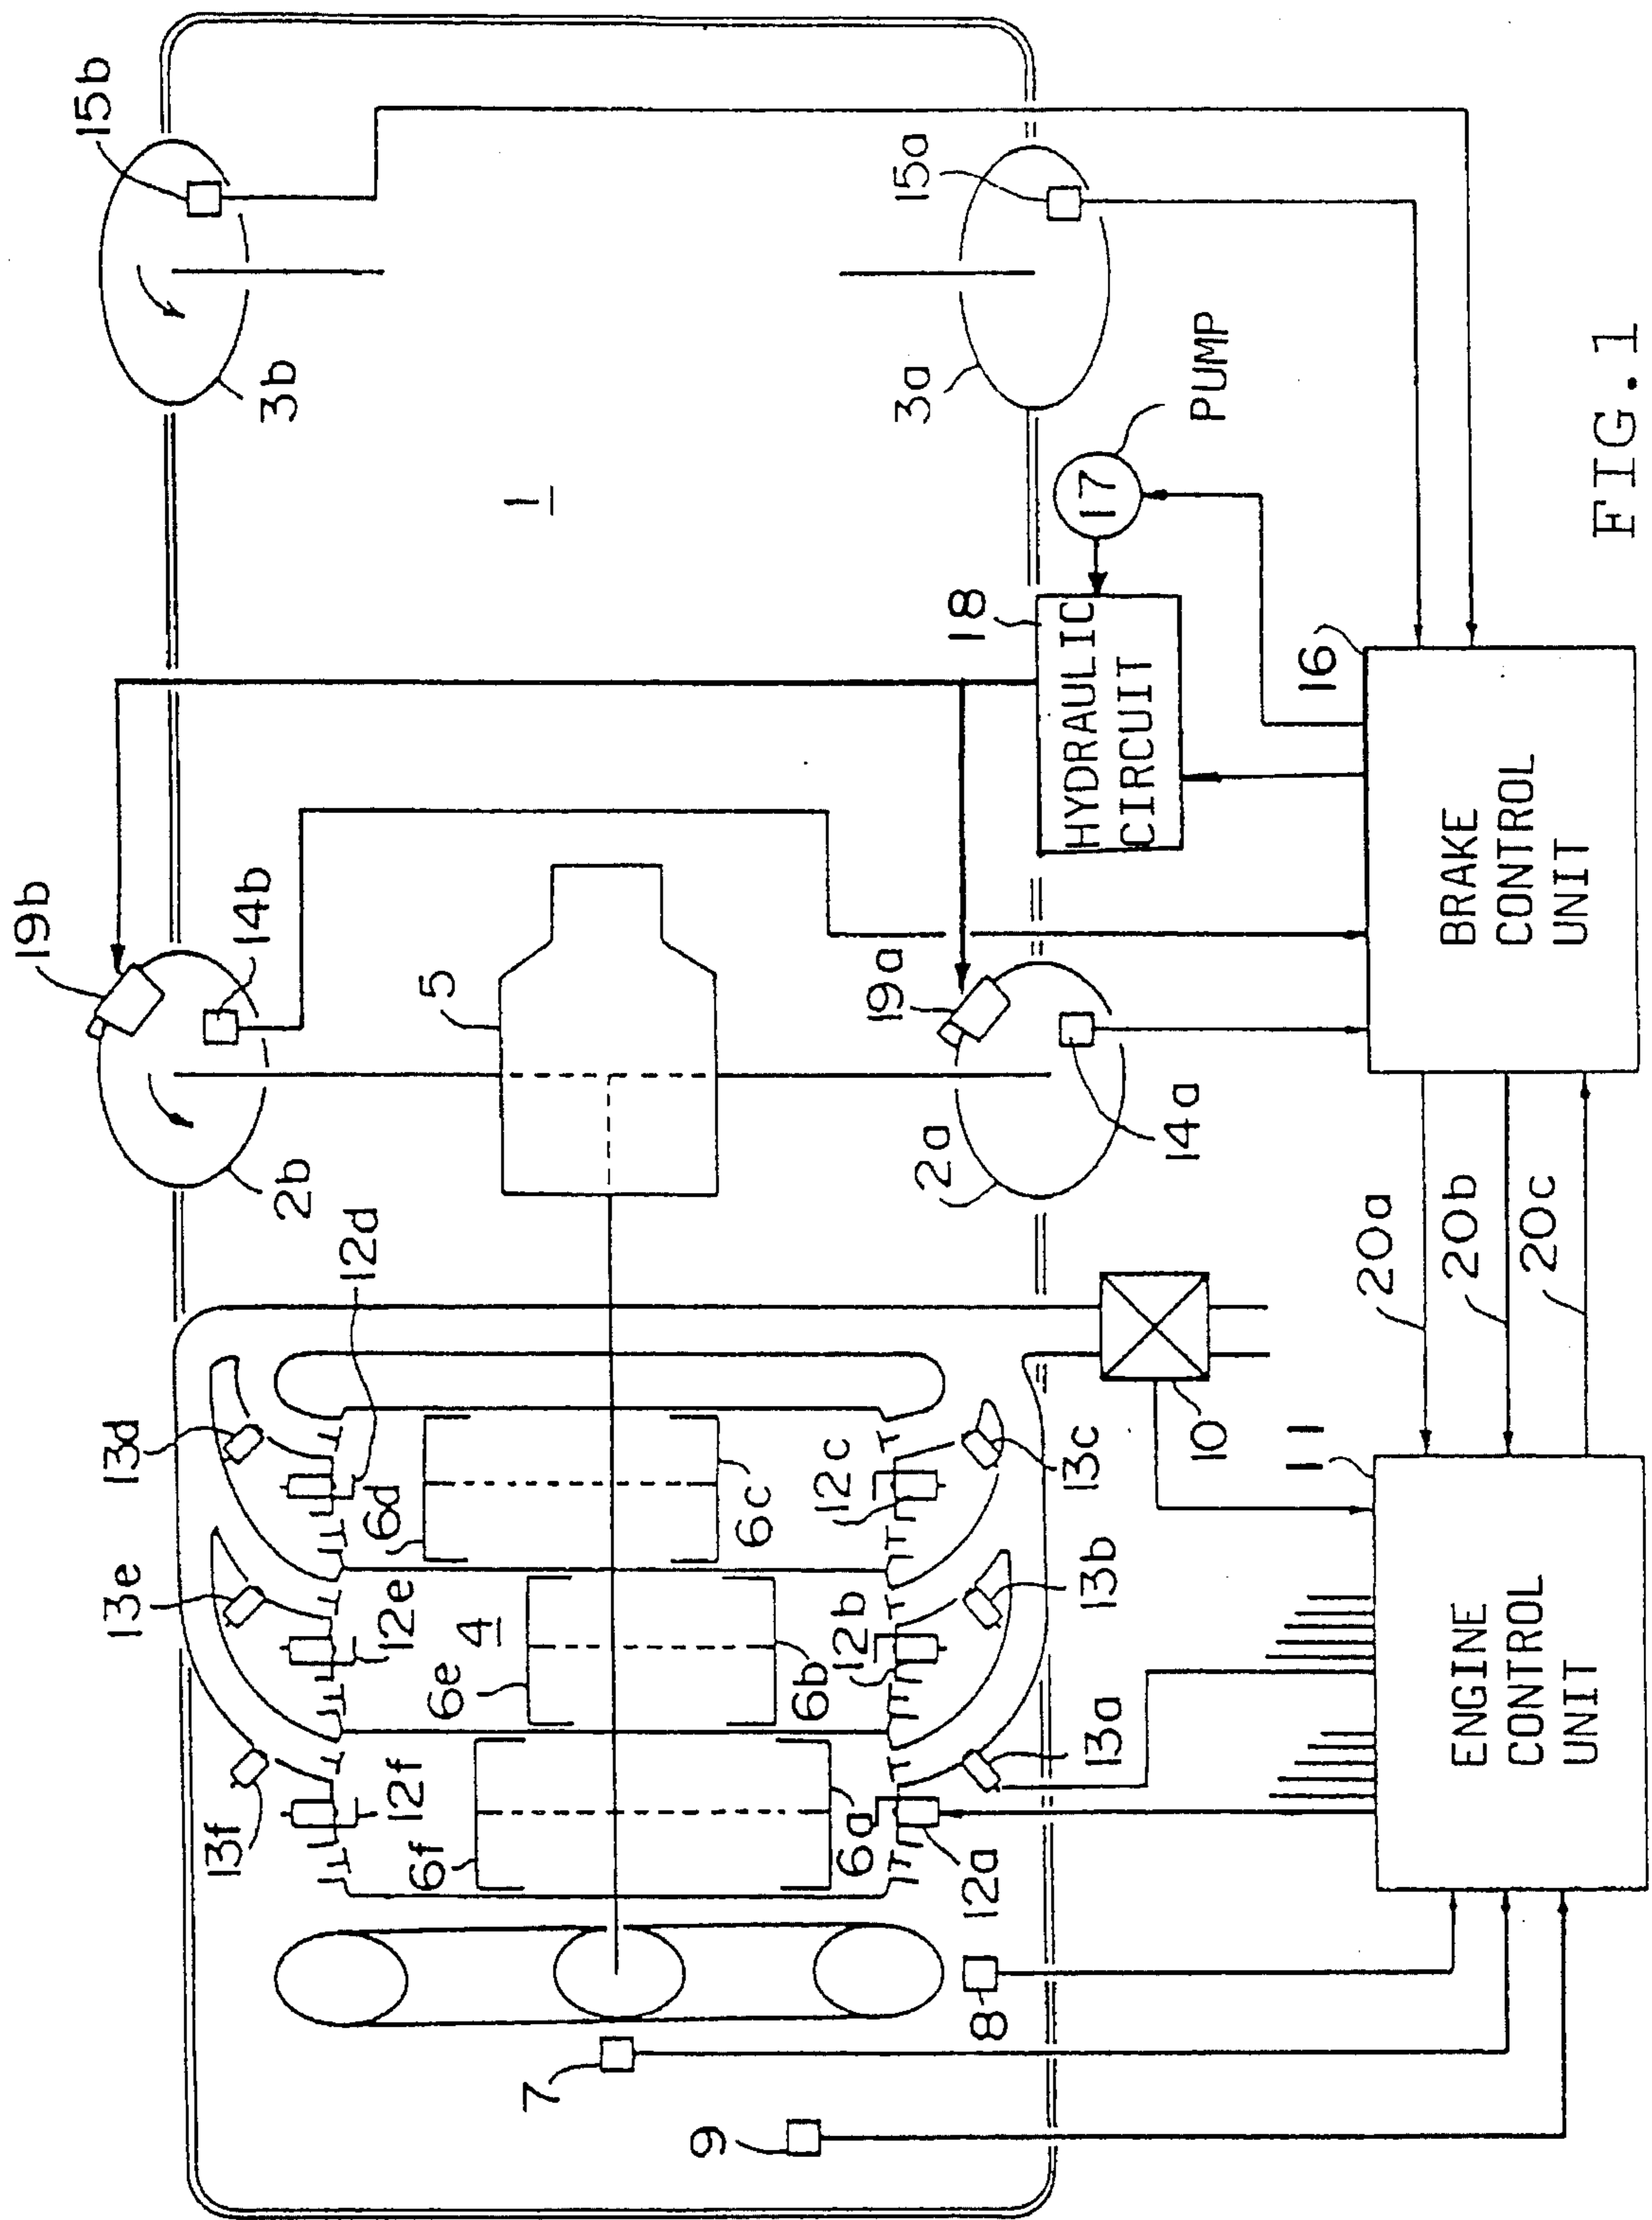 15b
3b
1
15a
3a
PUMP
17
18
HYDRAULIC
CIRCUIT
16
BRAKE
CONTROL
UNIT
19b
14b
2b
5
19a
2a
14a
20a
20b
20c
10
11
ENGINE
CONTROL
UNIT
12d
13d
6d
6c
12c
13c
13e
12e
4
6e
6b
12b
13b
13f
12f
6f
6a
12a
13a
8
7
9
FIG.1